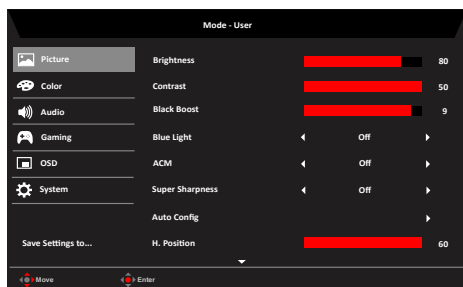 Mode - User
Picture
Brightness 80
Color
Contrast 50
Audio
Black Boost 9
Gaming
Blue Light Off
OSD
ACM Off
System
Super Sharpness Off
Auto Config
Save Settings to...
H. Position 60
Move Enter